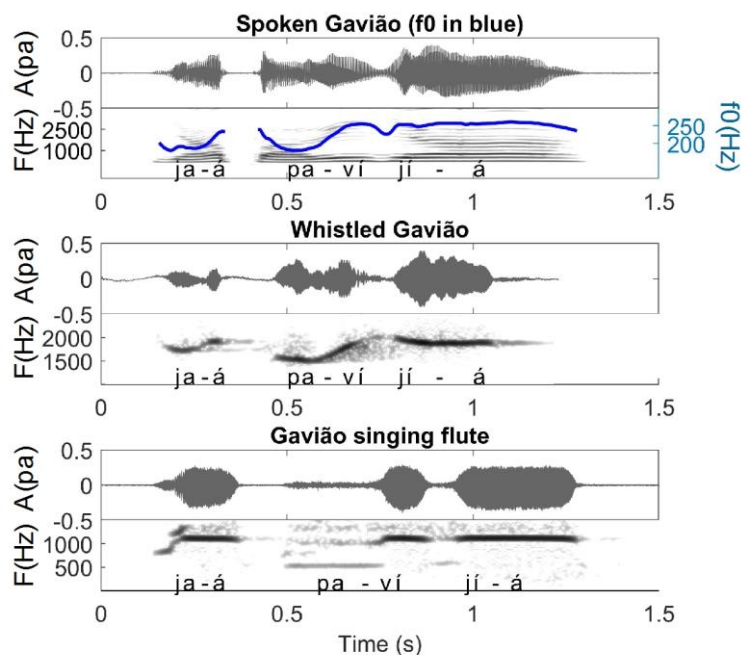 Spoken Gavião (f0 in blue)
A(pa)
0.5
0
-0.5
F(Hz)
2500
1000
250
200
f0(Hz)
ja-á pa-ví jí - á
0 0.5 1 1.5
Whistled Gavião
A(pa)
0.5
0
-0.5
F(Hz)
2000
1500
ja-á pa-ví jí - á
0 0.5 1 1.5
Gavião singing flute
A(pa)
0.5
0
-0.5
F(Hz)
1000
500
ja-á pa - ví jí - á
0 0.5 1 1.5
Time (s)